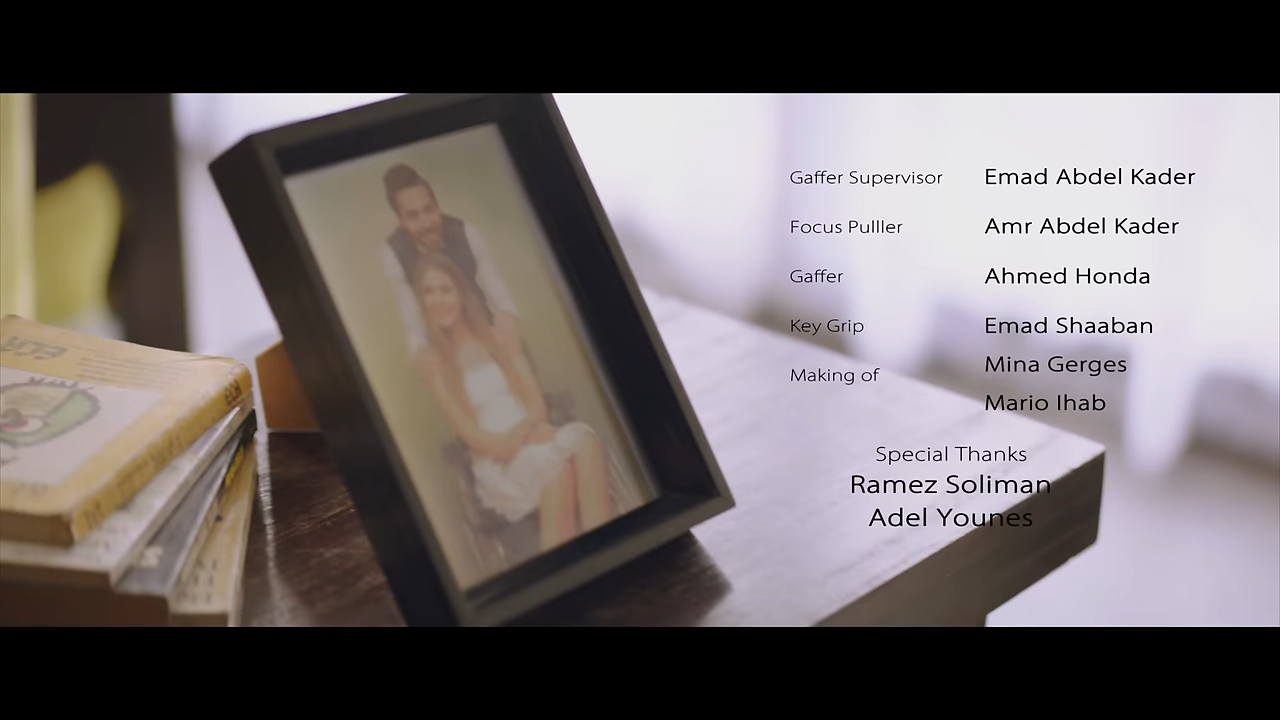 Gaffer Supervisor Emad Abdel Kader
Focus Pulller Amr Abdel Kader
Gaffer Ahmed Honda
Key Grip Emad Shaaban
Making of Mina Gerges
Mario Ihab
Special Thanks
Ramez Soliman
Adel Younes